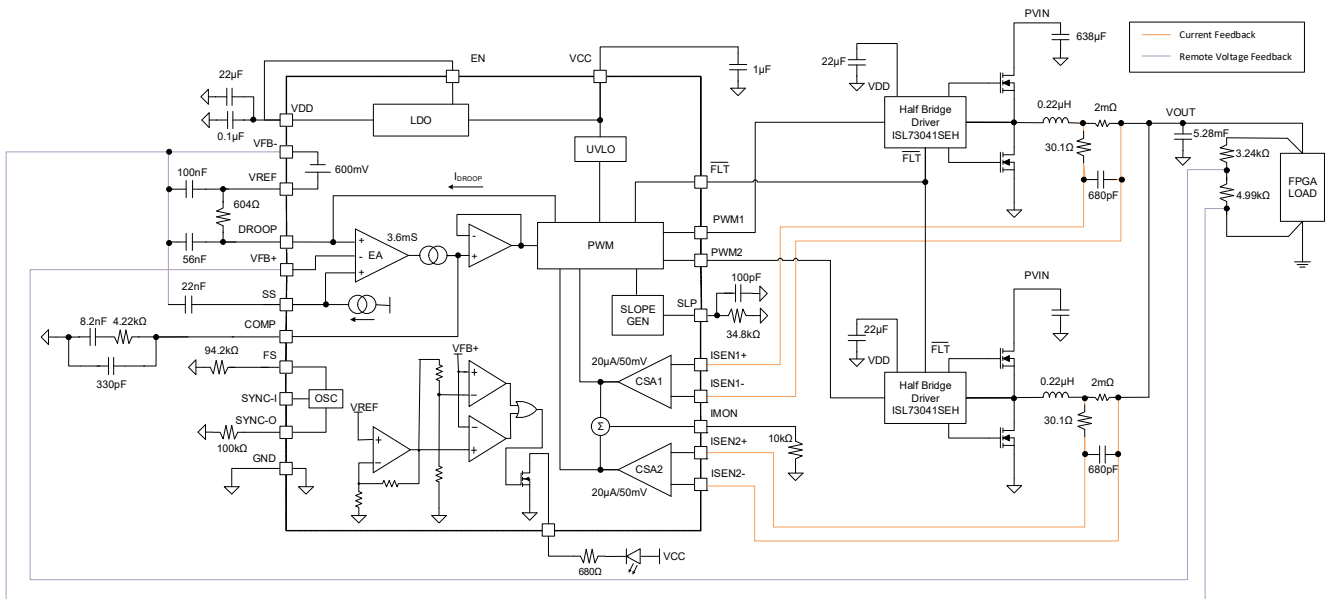 PVIN
638µF
Current Feedback
Remote Voltage Feedback
EN
VCC
1µF
22µF
VDD
22µF
0.1µF
VDD
LDO
UVLO
Half Bridge
Driver
ISL73041SEH
FLT
0.22µH
2mΩ
30.1Ω
680pF
VOUT
5.28mF
3.24kΩ
4.99kΩ
FPGA
LOAD
VFB-
600mV
100nF
VREF
604Ω
DROOP
56nF
VFB+
22nF
SS
COMP
IDROOP
3.6mS
+
-
EA
+
-
+
PWM
FLT
PWM1
PWM2
SLOPE
GEN
SLP
100pF
34.8kΩ
8.2nF
4.22kΩ
330pF
94.2kΩ
FS
SYNC-I
OSC
SYNC-O
100kΩ
GND
VFB+
VREF
+
−
+
−
−
+
20µA/50mV
CSA1
Σ
CSA2
20µA/50mV
ISEN1+
ISEN1-
IMON
10kΩ
ISEN2+
ISEN2-
680Ω
VCC
PVIN
22µF
VDD
FLT
Half Bridge
Driver
ISL73041SEH
0.22µH
2mΩ
30.1Ω
680pF